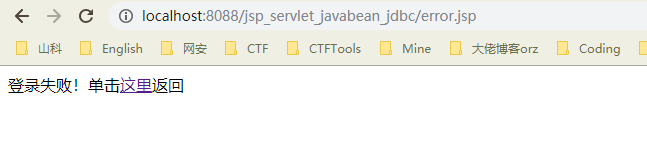 localhost:8088/jsp_servlet_javabean_jdbc/error.jsp
山科 English 网安 CTF CTFTools Mine 大佬博客orz Coding
登录失败！单击这里返回